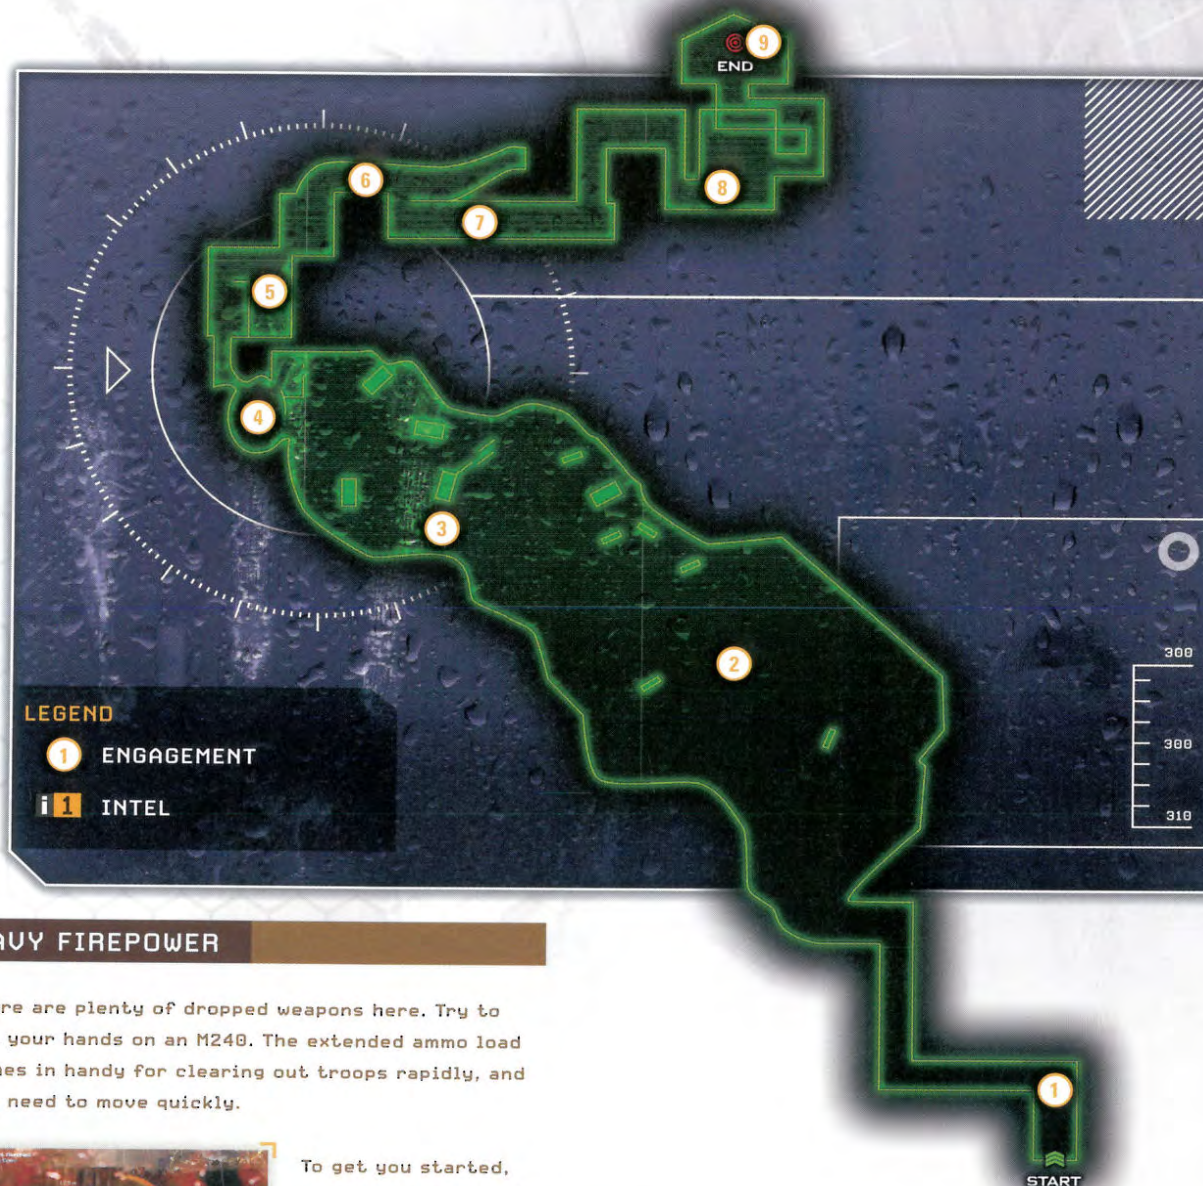 9
END
6
7
8
5
4
3
2
300
300
310
LEGEND
1 ENGAGEMENT
i 1 INTEL
1
START
AVY FIREPOWER
re are plenty of dropped weapons here. Try to
your hands on an M240. The extended ammo load
nes in handy for clearing out troops rapidly, and
need to move quickly.
To get you started,